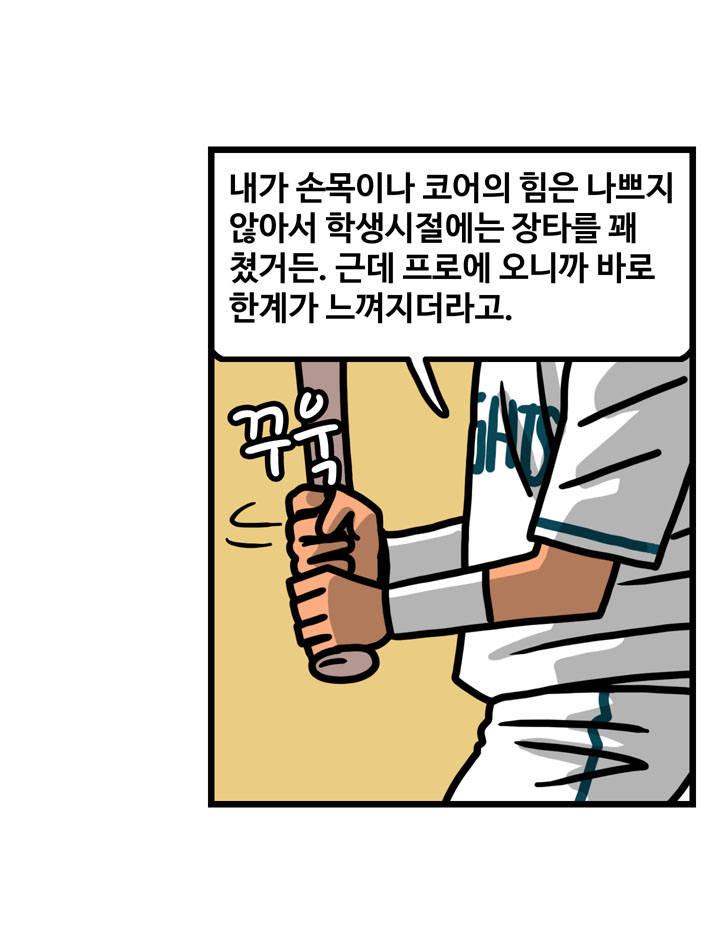 내가 손목이나 코어의 힘은 나쁘지
않아서 학생시절에는 장타를 꽤
쳤거든. 근데 프로에 오니까 바로
한계가 느껴지더라고.
꾸욱
GHTS